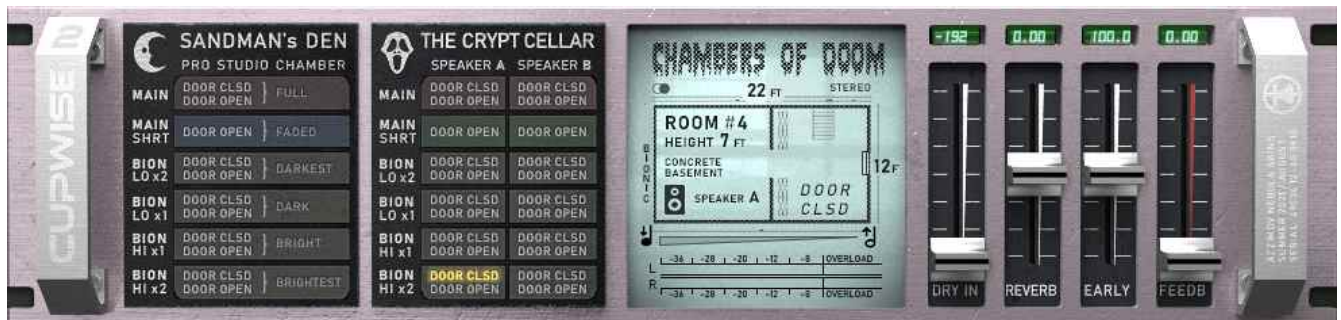 CUPWISE
SANDMAN's DEN
PRO STUDIO CHAMBER
MAIN
DOOR CLSD
DOOR OPEN
FULL
MAIN SHRT
DOOR OPEN
FADED
BION LO x2
DOOR CLSD
DOOR OPEN
DARKEST
BION LO x1
DOOR CLSD
DOOR OPEN
DARK
BION HI x1
DOOR CLSD
DOOR OPEN
BRIGHT
BION HI x2
DOOR CLSD
DOOR OPEN
BRIGHTEST
THE CRYPT CELLAR
SPEAKER A SPEAKER B
MAIN
DOOR CLSD DOOR CLSD
DOOR OPEN DOOR OPEN
MAIN SHRT
DOOR OPEN DOOR OPEN
BION LO x2
DOOR CLSD DOOR CLSD
DOOR OPEN DOOR OPEN
BION LO x1
DOOR CLSD DOOR CLSD
DOOR OPEN DOOR OPEN
BION HI x1
DOOR CLSD DOOR CLSD
DOOR OPEN DOOR OPEN
BION HI x2
DOOR CLSD DOOR CLSD
DOOR OPEN DOOR OPEN
CHAMBERS OF DOOM
22 FT STEREO
ROOM #4
HEIGHT 7 FT
CONCRETE
BASEMENT
SPEAKER A
DOOR
CLSD
12F
BIONIC
-36 -28 -20 -12 -8 OVERLOAD
L
R
-36 -28 -20 -12 -8 OVERLOAD
-192 0.00 100.0 0.00
DRY IN REVERB EARLY FEEDB